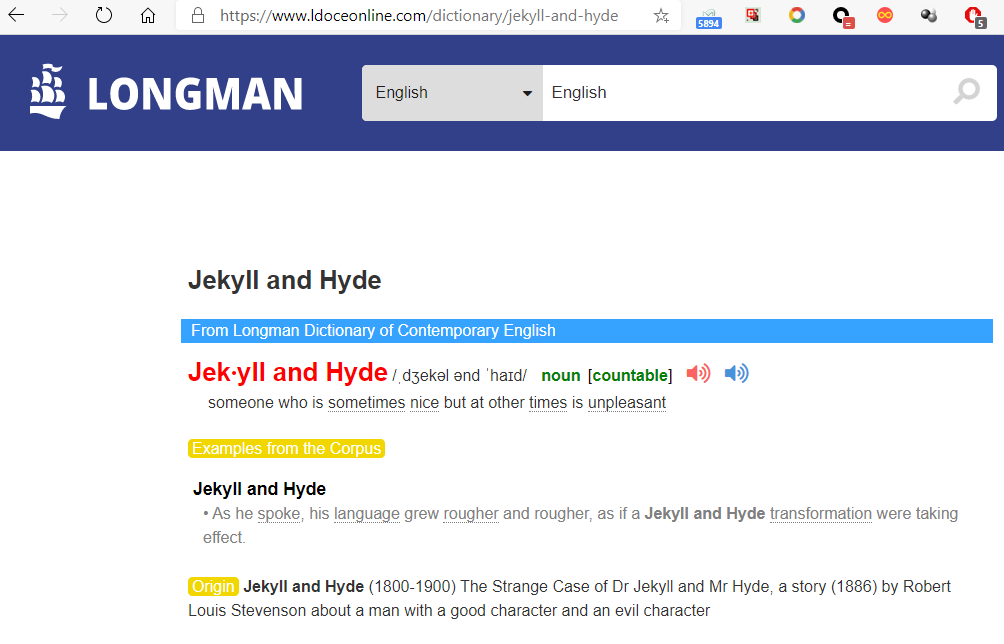 https://www.ldoceonline.com/dictionary/jekyll-and-hyde
5894
5
LONGMAN
English
English
Jekyll and Hyde
From Longman Dictionary of Contemporary English
Jek‧yll and Hyde /ˌdʒekəl ənd ˈhaɪd/ noun [countable]
someone who is sometimes nice but at other times is unpleasant
Examples from the Corpus
Jekyll and Hyde
• As he spoke, his language grew rougher and rougher, as if a Jekyll and Hyde transformation were taking
effect.
Origin Jekyll and Hyde (1800-1900) The Strange Case of Dr Jekyll and Mr Hyde, a story (1886) by Robert
Louis Stevenson about a man with a good character and an evil character